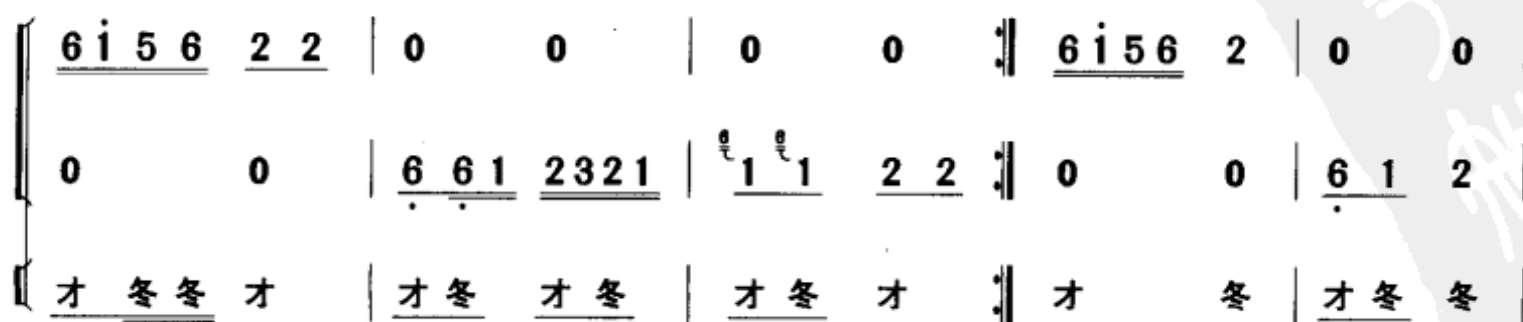 6 i̇ 5 6 2 2 | 0 0 | 0 0 :‖ 6 i̇ 5 6 2 | 0 0
0 0 | 6̣ 6̣ 1 2 3 2 1 | 6 1 6 1 2 2 :‖ 0 0 | 6̣ 1 2
才 冬 冬 才 | 才 冬 才 冬 | 才 冬 才 :‖ 才 冬 | 才 冬 冬